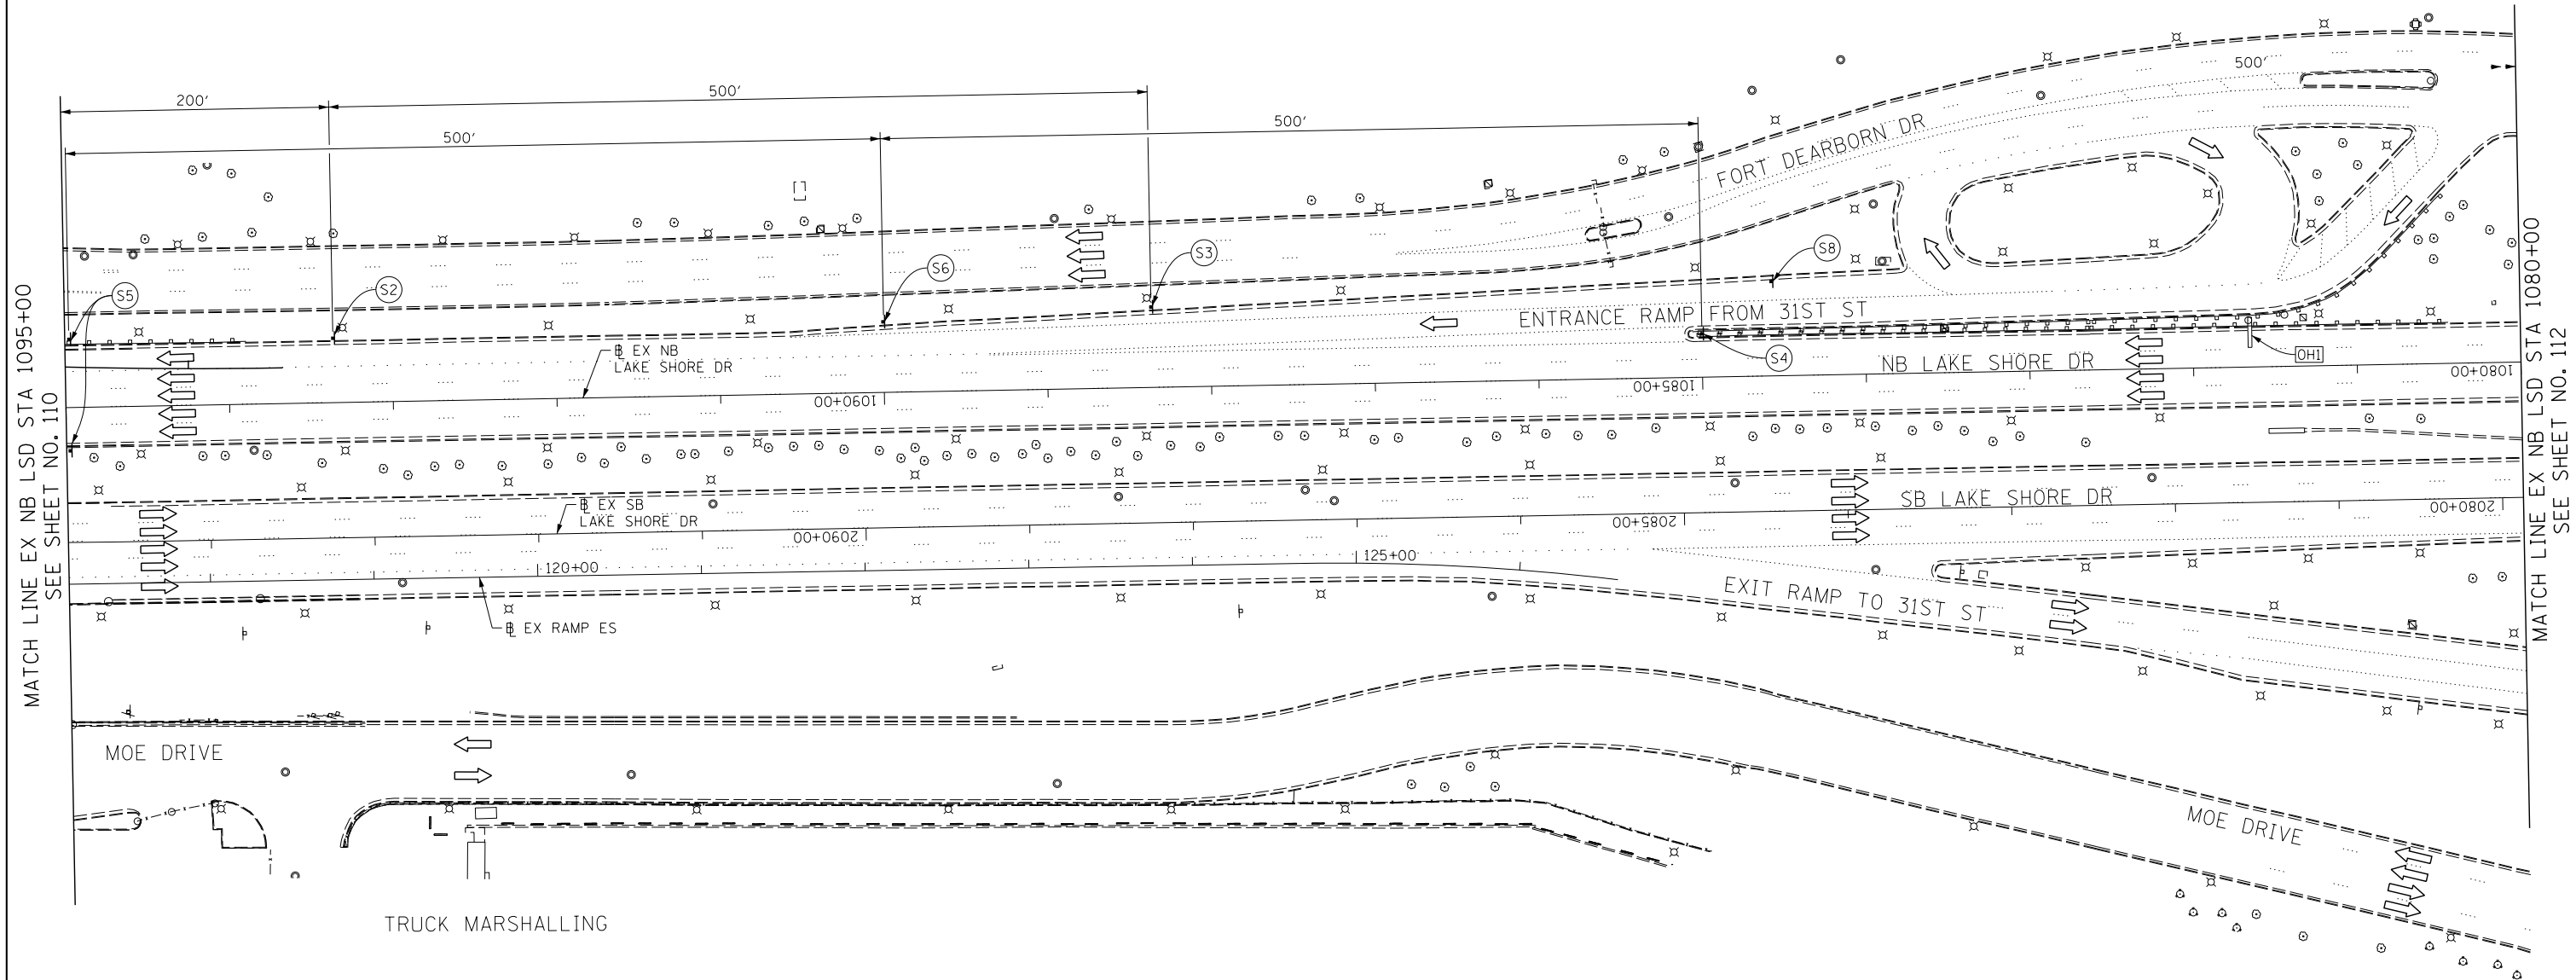 200'
500'
500'
500'
500'
FORT DEARBORN DR
S5
S2
S6
S3
S8
ENTRANCE RAMP FROM 31ST ST
S4
OH1
NB LAKE SHORE DR
B EX NB
LAKE SHORE DR
1090+00
1085+00
1080+00
MATCH LINE EX NB LSD STA 1095+00
SEE SHEET NO. 110
MATCH LINE EX NB LSD STA 1080+00
SEE SHEET NO. 112
SB LAKE SHORE DR
B EX SB
LAKE SHORE DR
2090+00
2085+00
2080+00
120+00
125+00
EXIT RAMP TO 31ST ST
B EX RAMP ES
MOE DRIVE
MOE DRIVE
TRUCK MARSHALLING